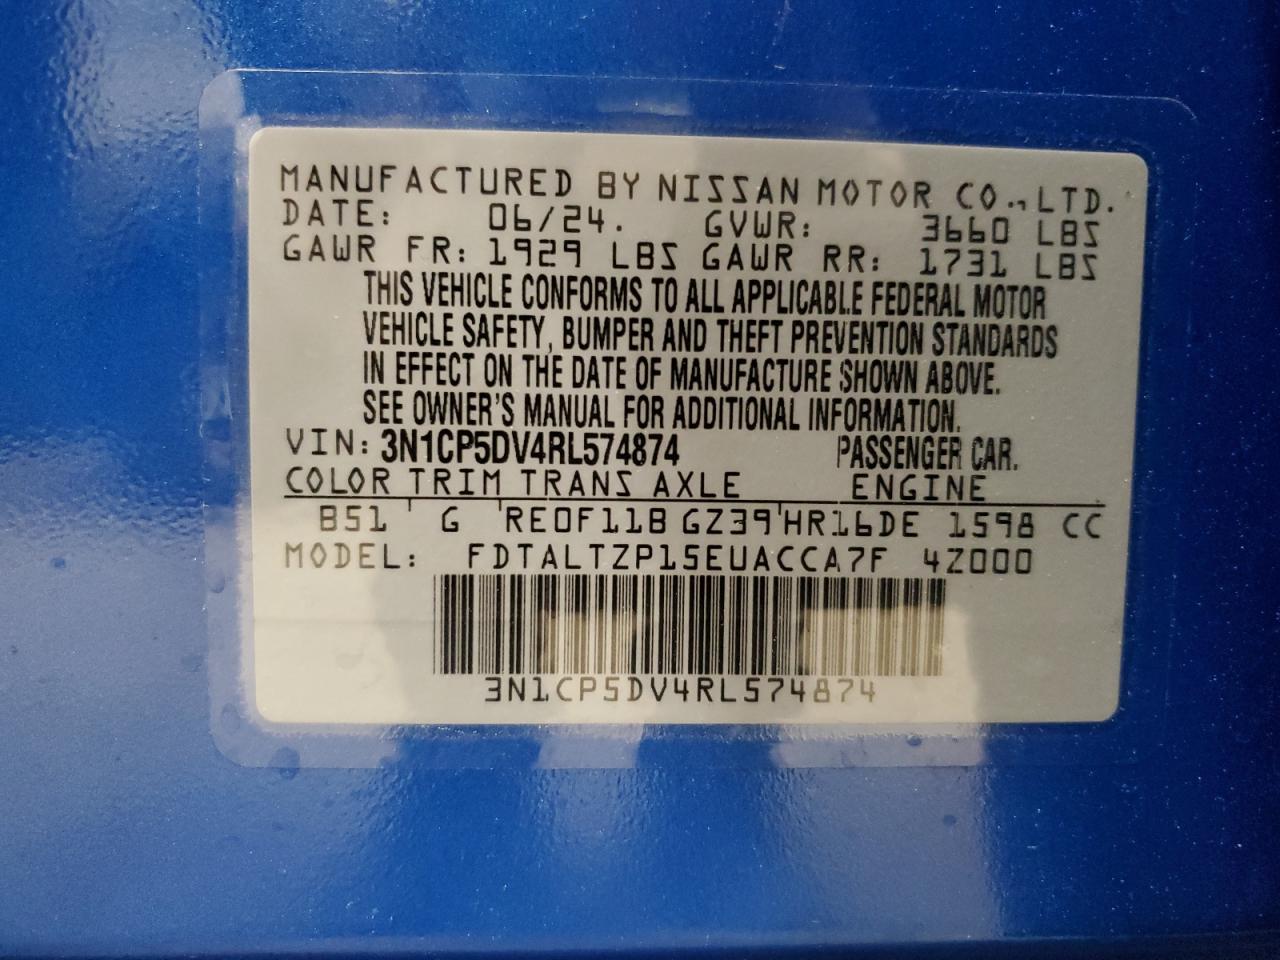 MANUFACTURED BY NISSAN MOTOR CO., LTD.
DATE: 06/24. GVWR: 3660 LBS
GAWR FR: 1929 LBS GAWR RR: 1731 LBS
THIS VEHICLE CONFORMS TO ALL APPLICABLE FEDERAL MOTOR
VEHICLE SAFETY, BUMPER AND THEFT PREVENTION STANDARDS
IN EFFECT ON THE DATE OF MANUFACTURE SHOWN ABOVE.
SEE OWNER'S MANUAL FOR ADDITIONAL INFORMATION.
VIN: 3N1CP5DV4RL574874 PASSENGER CAR.
COLOR TRIM TRANS AXLE ENGINE
B51 G RE0F11B GZ39 HR16DE 1598 CC
MODEL: FDTALTZP15EUACCA7F 4Z000
3N1CP5DV4RL574874